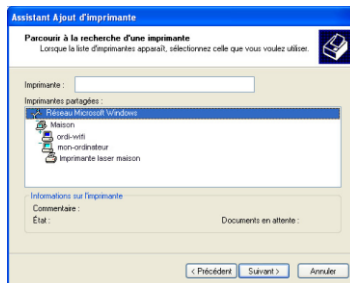 Assistant Ajout d'imprimante
Parcourir à la recherche d'une imprimante
Lorsque la liste d'imprimantes apparaît, sélectionnez celle que vous voulez utiliser.
Imprimante :
Imprimantes partagées :
Réseau Microsoft Windows
Maison
ordi-wifi
mon-ordinateur
Imprimante laser maison
Informations sur l'imprimante
Commentaire :
État : Documents en attente :
< Précédent Suivant > Annuler